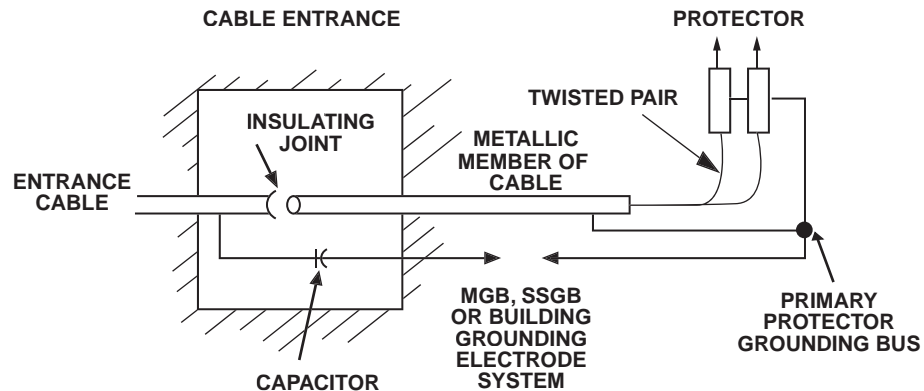 CABLE ENTRANCE
PROTECTOR
TWISTED PAIR
INSULATING
JOINT
METALLIC
MEMBER OF
CABLE
ENTRANCE
CABLE
MGB, SSGB
OR BUILDING
GROUNDING
ELECTRODE
SYSTEM
PRIMARY
PROTECTOR
GROUNDING BUS
CAPACITOR